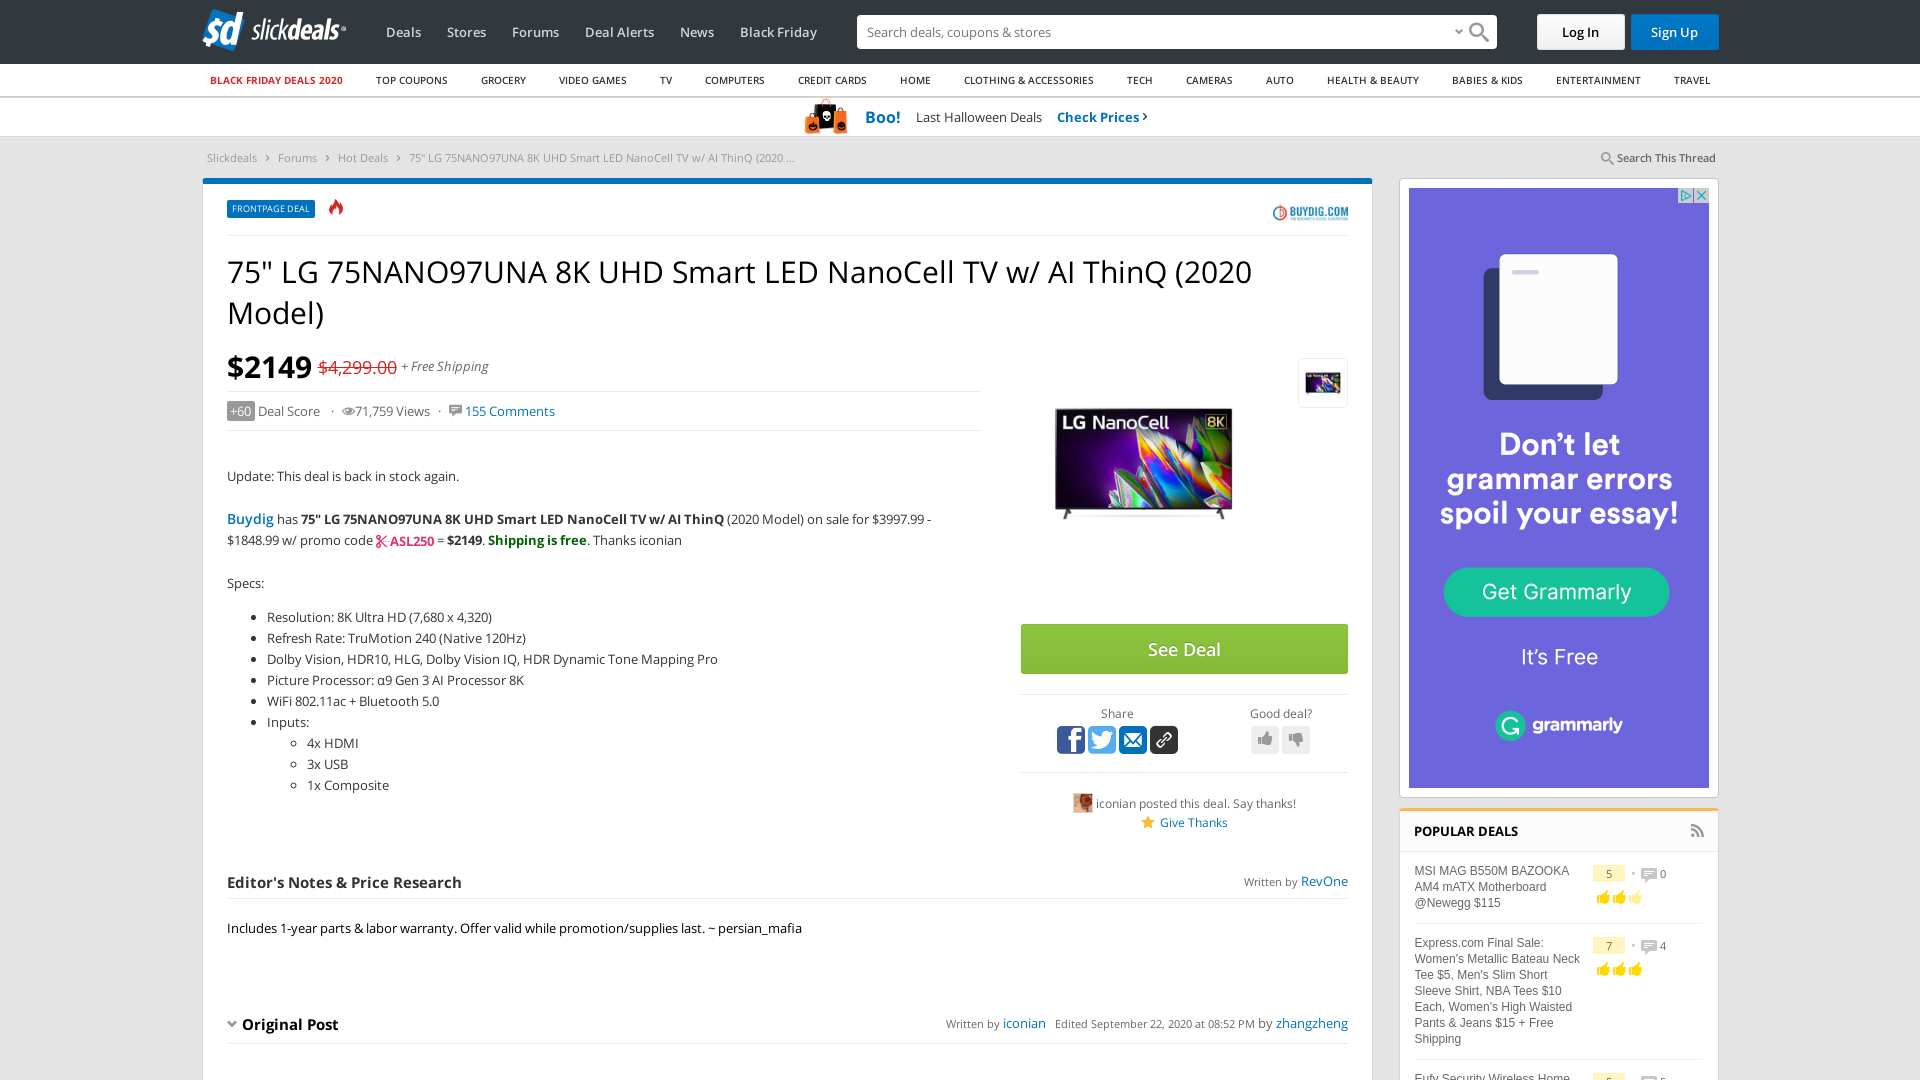 slickdeals
Deals Stores Forums Deal Alerts News Black Friday
Search deals, coupons & shopping
Log In
Sign Up
BLACK FRIDAY DEALS 2020 TOP COUPONS GROCERY VIDEO GAMES TV COMPUTERS CREDIT CARDS HOME CLOTHING & ACCESSORIES TECH CAMERAS AUTO HEALTH & BEAUTY BABIES & KIDS ENTERTAINMENT TRAVEL
Boo! Last Halloween Deals Check Prices ›
Slickdeals › Forums › Hot Deals › 75" LG 75NANO97UNA 8K UHD Smart LED NanoCell TV w/ AI ThinQ (2020 ...
Search This Thread
FRONTPAGE DEAL
BUYDIG.COM
75" LG 75NANO97UNA 8K UHD Smart LED NanoCell TV w/ AI ThinQ (2020
Model)
$2149 $4,299.00 + Free Shipping
+60 Deal Score · 71,759 Views · 155 Comments
Update: This deal is back in stock again.
Buydig has 75" LG 75NANO97UNA 8K UHD Smart LED NanoCell TV w/ AI ThinQ (2020 Model) on sale for $3997.99 -
$1848.99 w/ promo code ASL250 = $2149. Shipping is free. Thanks iconian
Specs:
Resolution: 8K Ultra HD (7,680 x 4,320)
Refresh Rate: TruMotion 240 (Native 120Hz)
Dolby Vision, HDR10, HLG, Dolby Vision IQ, HDR Dynamic Tone Mapping Pro
Picture Processor: α9 Gen 3 AI Processor 8K
WiFi 802.11ac + Bluetooth 5.0
Inputs:
4x HDMI
3x USB
1x Composite
LG NanoCell 8K
See Deal
Share
Good deal?
iconian posted this deal. Say thanks!
Give Thanks
Editor's Notes & Price Research
Written by RevOne
Includes 1-year parts & labor warranty. Offer valid while promotion/supplies last. ~ persian_mafia
Original Post
Written by iconian Edited September 22, 2020 at 08:52 PM by zhangzheng
Don't let
grammar errors
spoil your essay!
Get Grammarly
It's Free
grammarly
POPULAR DEALS
MSI MAG B550M BAZOOKA
AM4 mATX Motherboard
@Newegg $115
5 • 0
Express.com Final Sale:
Women's Metallic Bateau Neck
Tee $5, Men's Slim Short
Sleeve Shirt, NBA Tees $10
Each, Women's High Waisted
Pants & Jeans $15 + Free
Shipping
7 • 4
Eufy Security Wireless Home